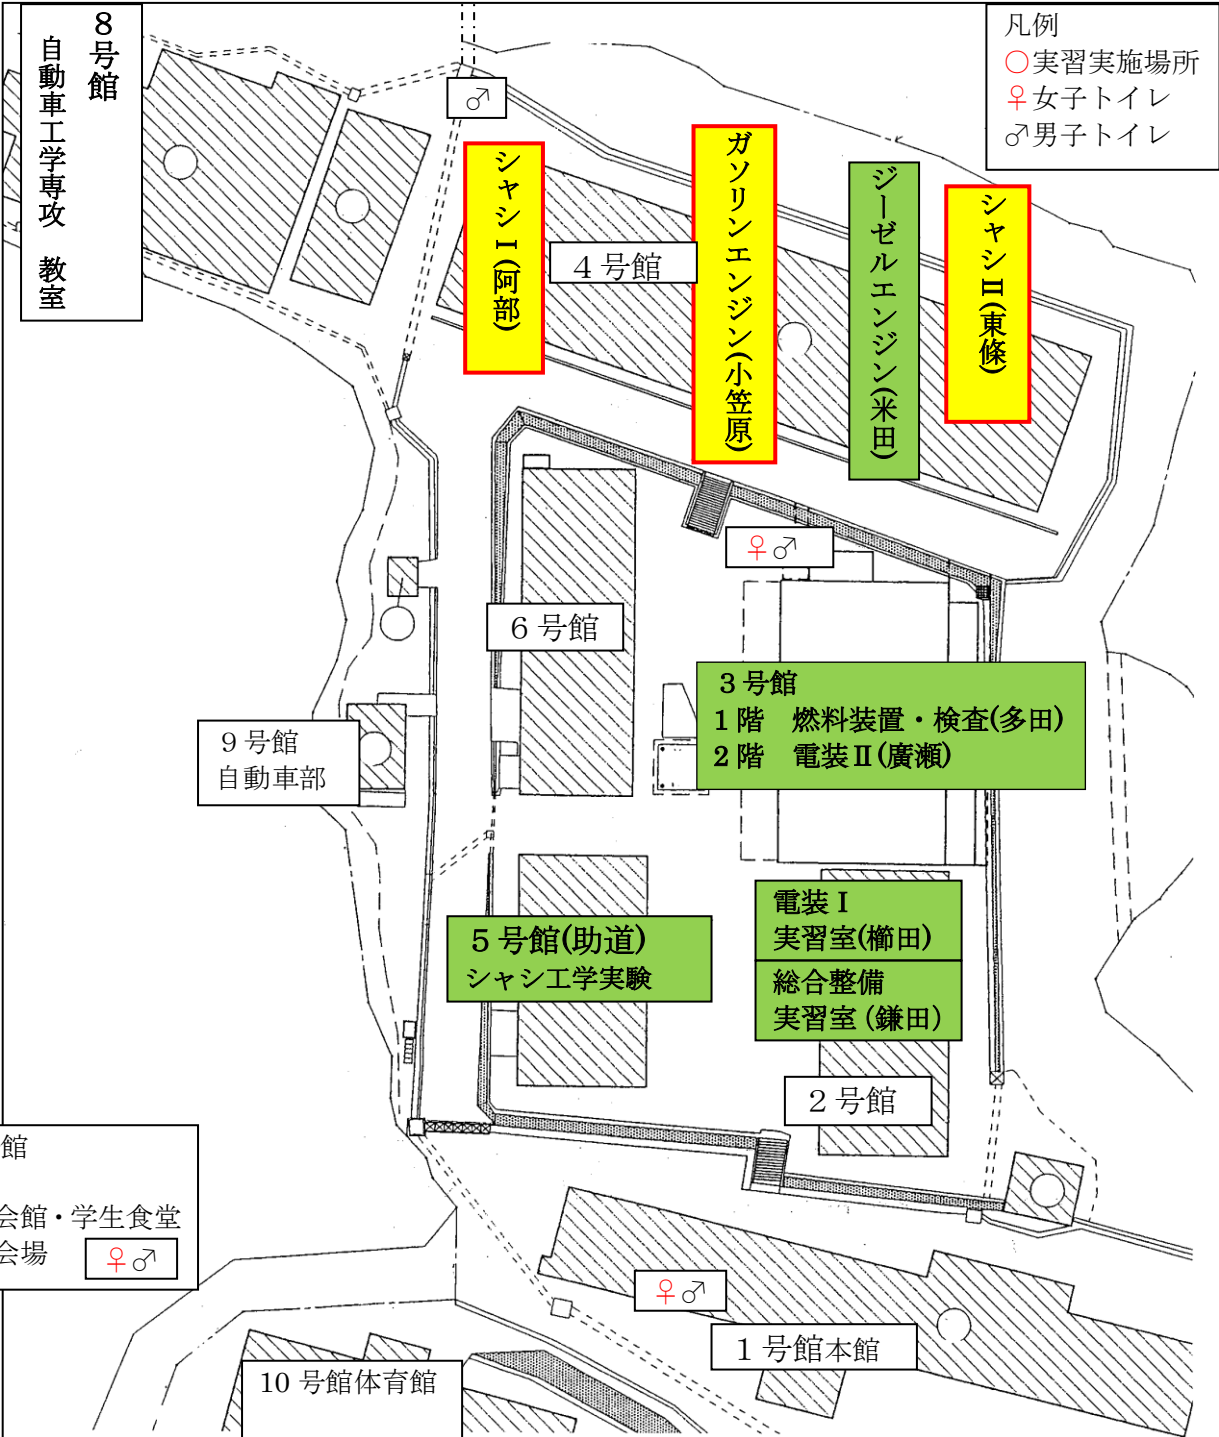 8号館
自動車工学専攻 教室
凡例
○実習実施場所
♀女子トイレ
♂男子トイレ
♂
シャシⅠ(阿部)
4号館
ガソリンエンジン(小笠原)
ジーゼルエンジン(米田)
シャシⅡ(東條)
♀♂
6号館
3号館
1階 燃料装置・検査(多田)
2階 電装Ⅱ(廣瀬)
9号館
自動車部
電装Ⅰ
実習室(櫛田)
総合整備
実習室(鎌田)
5号館(助道)
シャシ工学実験
2号館
館
会館・学生食堂
会場 ♀♂
♀♂
1号館本館
10号館体育館